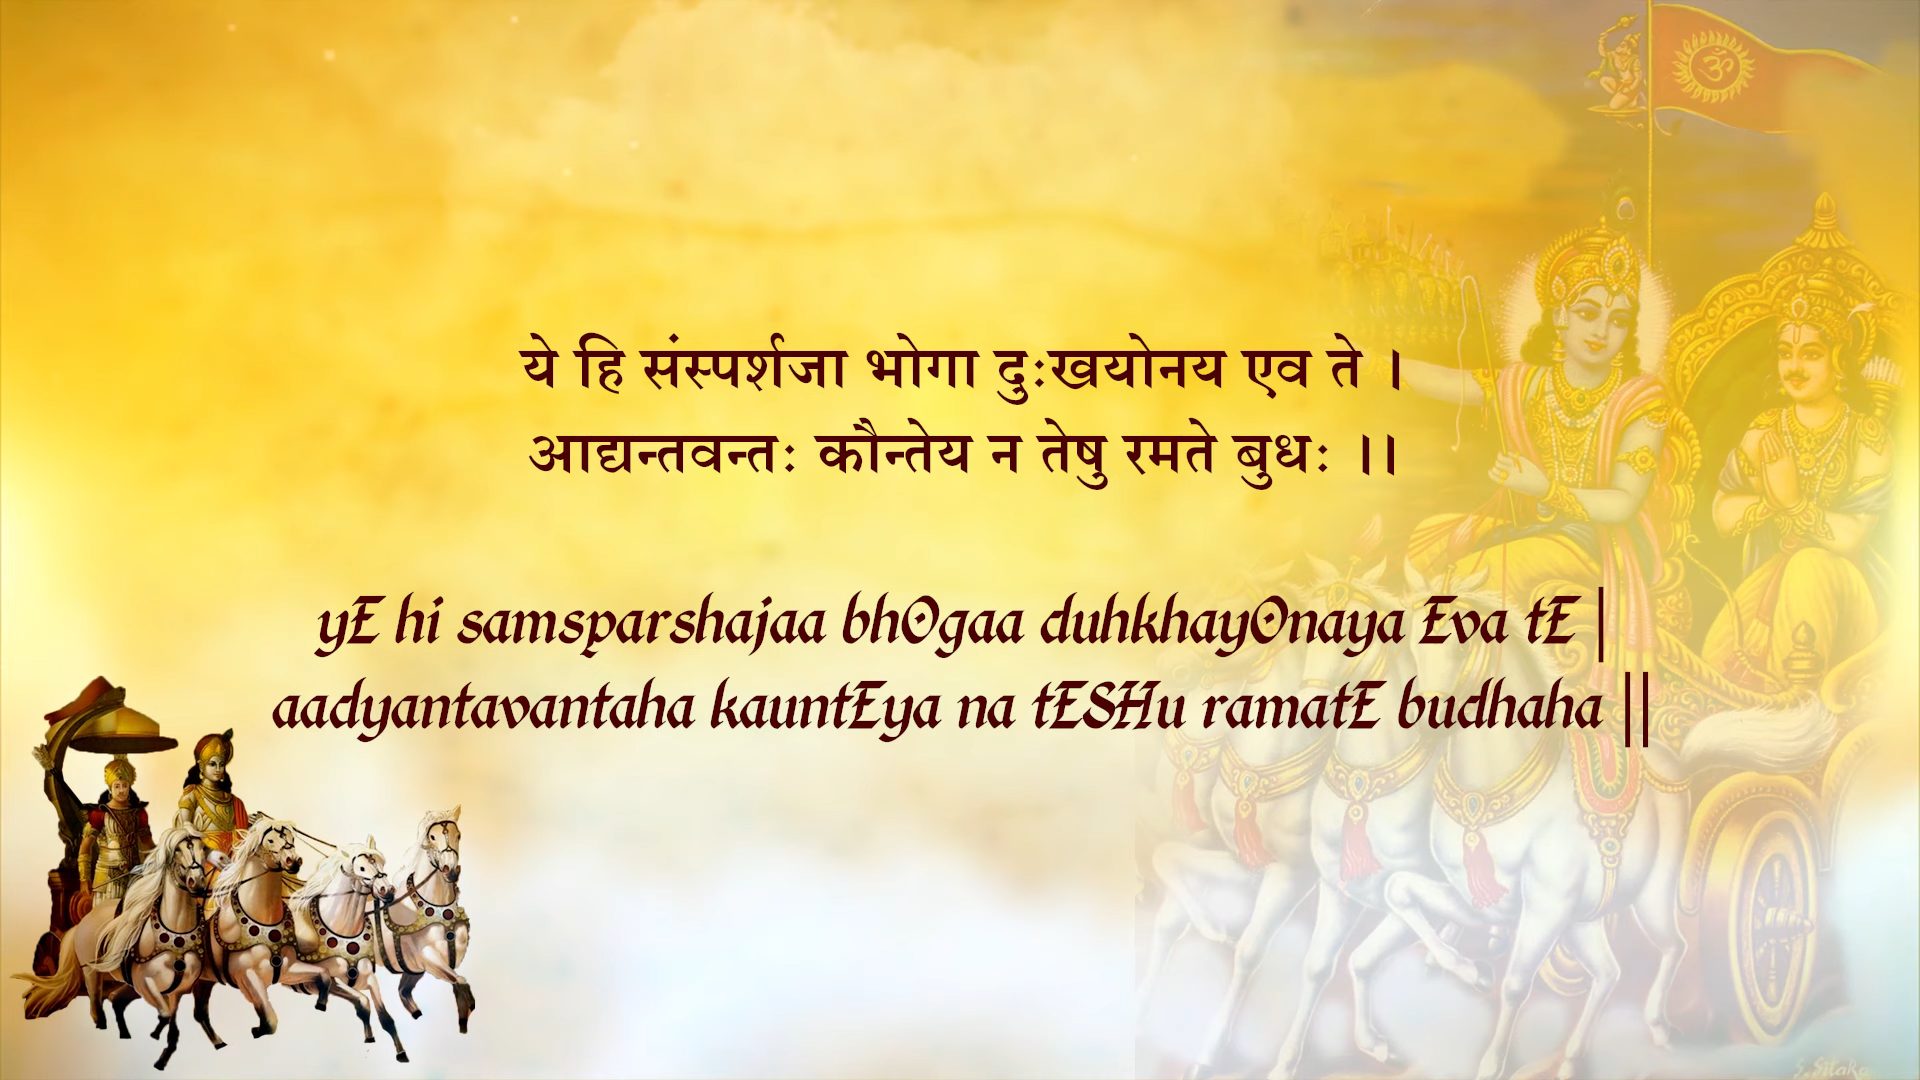 ॐ
ये हि संस्पर्शजा भोगा दुःखयोनय एव ते ।
आद्यन्तवन्तः कौन्तेय न तेषु रमते बुधः ।।
yE hi samsparshajaa bhOgaa duhkhayOnaya Eva tE |
aadyantavantaha kauntEya na tESHu ramatE budhaha ||